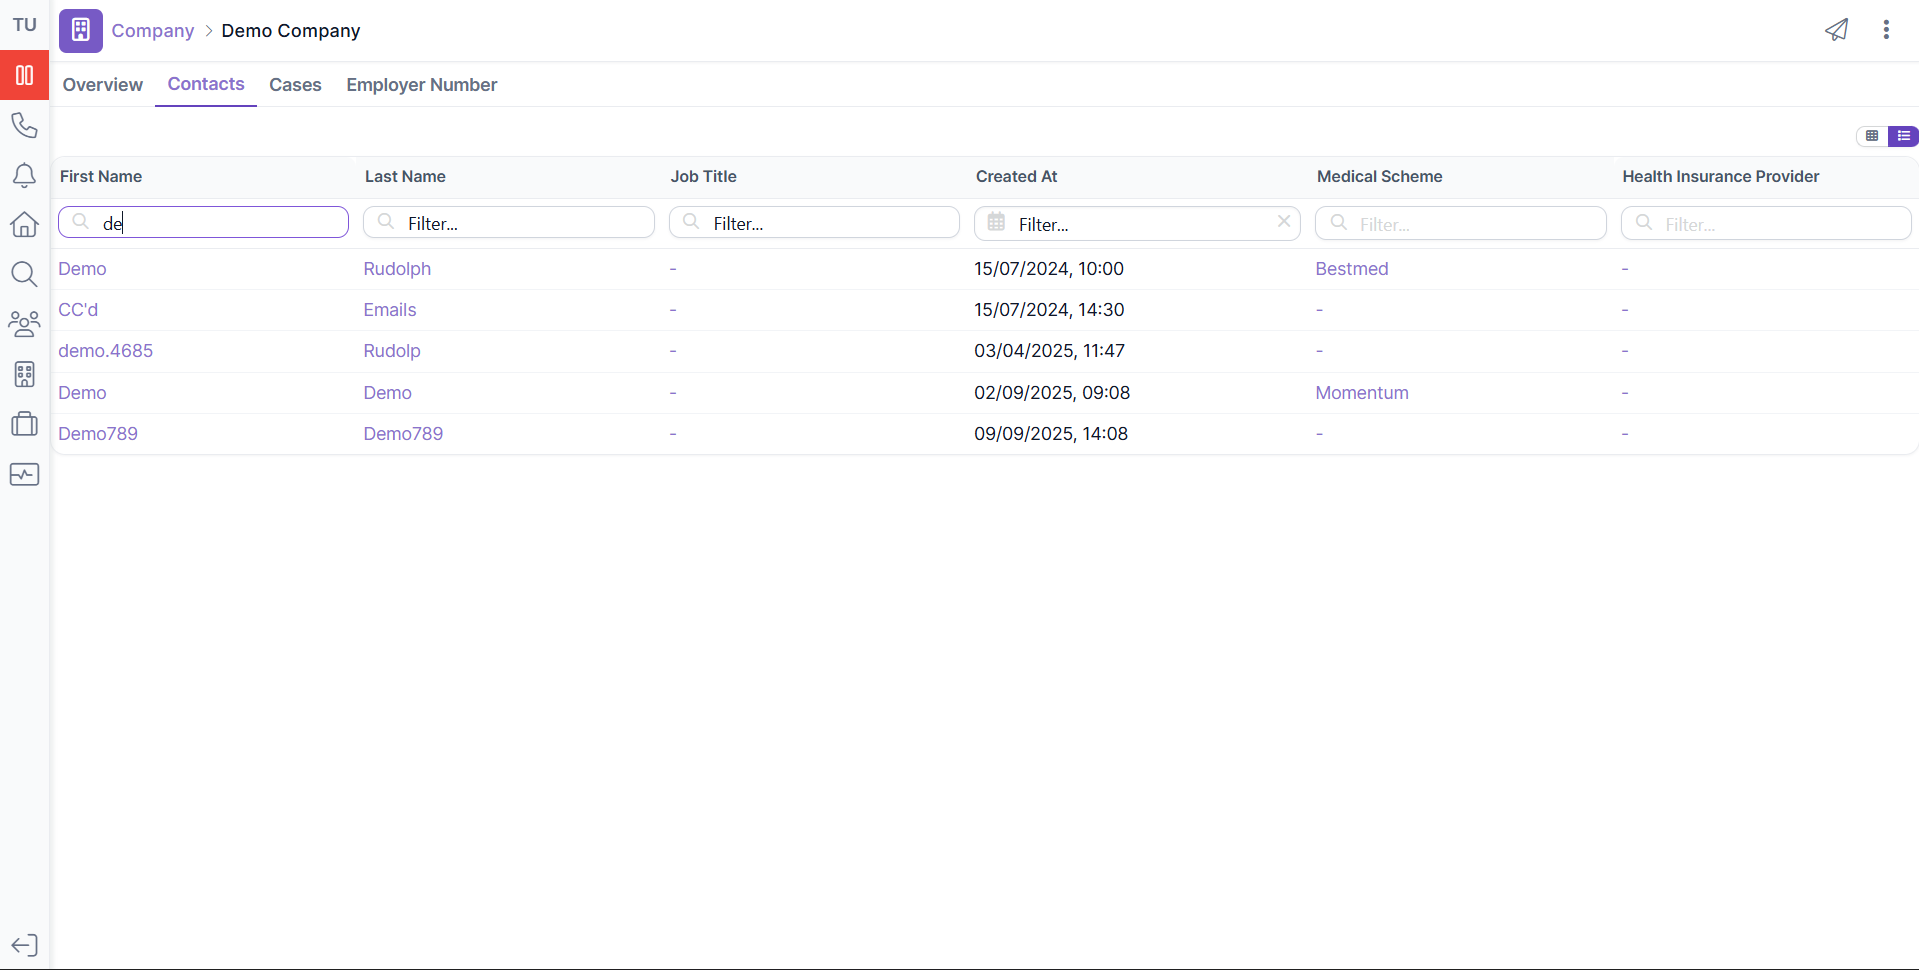 TU
Company > Demo Company
Overview Contacts Cases Employer Number
First Name Last Name Job Title Created At Medical Scheme Health Insurance Provider
de Filter... Filter... Filter... Filter... Filter...
Demo Rudolph - 15/07/2024, 10:00 Bestmed -
CC'd Emails - 15/07/2024, 14:30 - -
demo.4685 Rudolp - 03/04/2025, 11:47 - -
Demo Demo - 02/09/2025, 09:08 Momentum -
Demo789 Demo789 - 09/09/2025, 14:08 - -